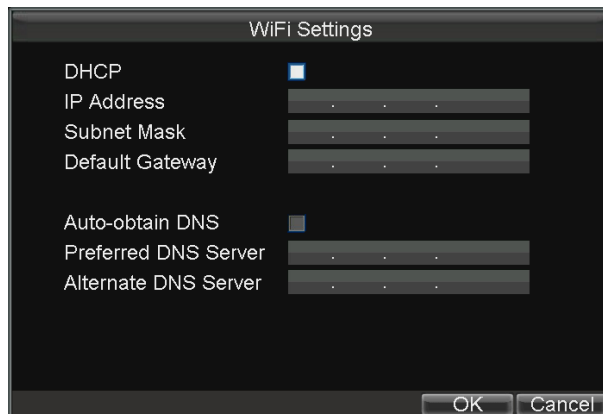 WiFi Settings
DHCP
IP Address . . .
Subnet Mask . . .
Default Gateway . . .
Auto-obtain DNS
Preferred DNS Server . . .
Alternate DNS Server . . .
OK Cancel